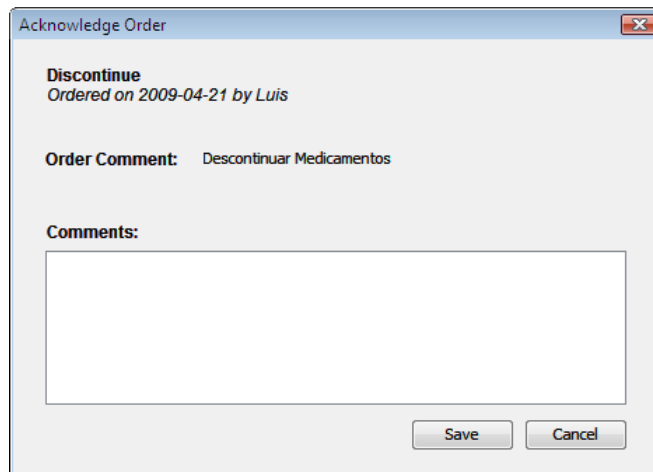 Acknowledge Order
Discontinue
Ordered on 2009-04-21 by Luis
Order Comment: Descontinuar Medicamentos
Comments:
Save Cancel